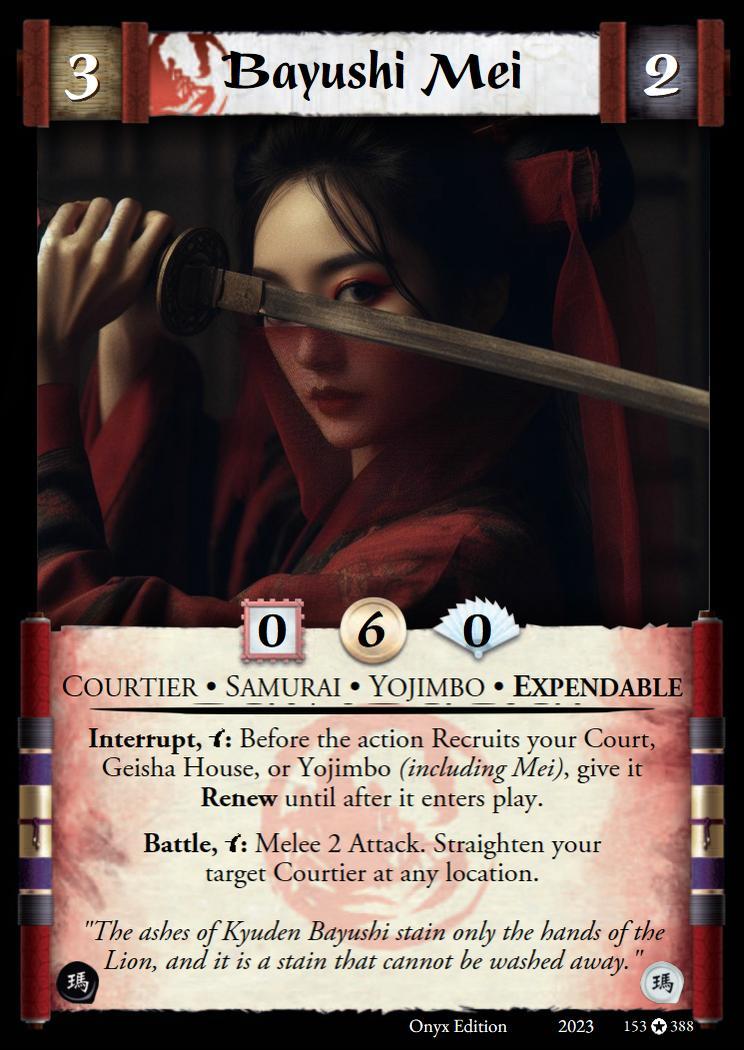 3 Bayushi Mei 2
0 6 0
COURTIER • SAMURAI • YOJIMBO • EXPENDABLE
Interrupt, : Before the action Recruits your Court,
Geisha House, or Yojimbo (including Mei), give it
Renew until after it enters play.
Battle, : Melee 2 Attack. Straighten your
target Courtier at any location.
"The ashes of Kyuden Bayushi stain only the hands of the
Lion, and it is a stain that cannot be washed away."
瑪 瑪
Onyx Edition 2023 153 388